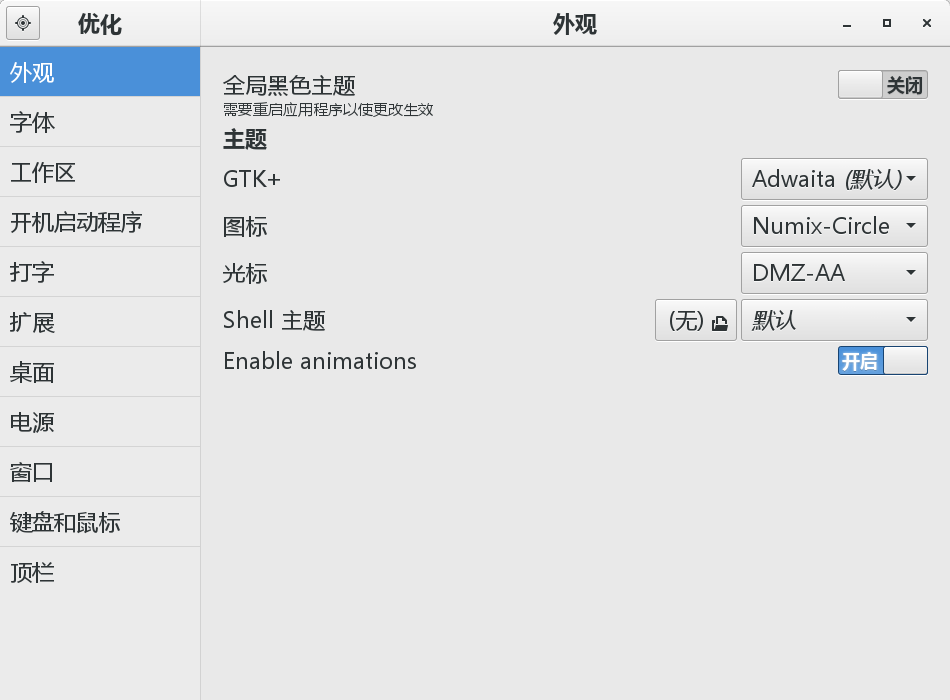 优化
外观
外观
字体
工作区
开机启动程序
打字
扩展
桌面
电源
窗口
键盘和鼠标
顶栏
全局黑色主题 关闭
需要重启应用程序以使更改生效
主题
GTK+ Adwaita (默认)
图标 Numix-Circle
光标 DMZ-AA
Shell 主题 (无) 默认
Enable animations 开启